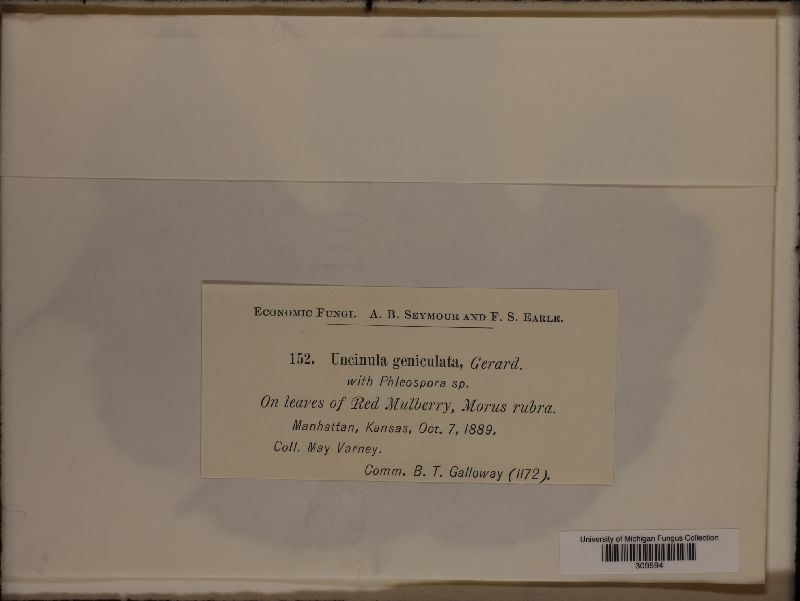 Economic Fungi. A. B. Seymour and F. S. Earle.
152. Uncinula geniculata, Gerard.
with Phleospora sp.
On leaves of Red Mulberry, Morus rubra.
Manhattan, Kansas, Oct. 7, 1889.
Coll. May Varney.
Comm. B. T. Galloway (1172).
University of Michigan Fungus Collection
309594